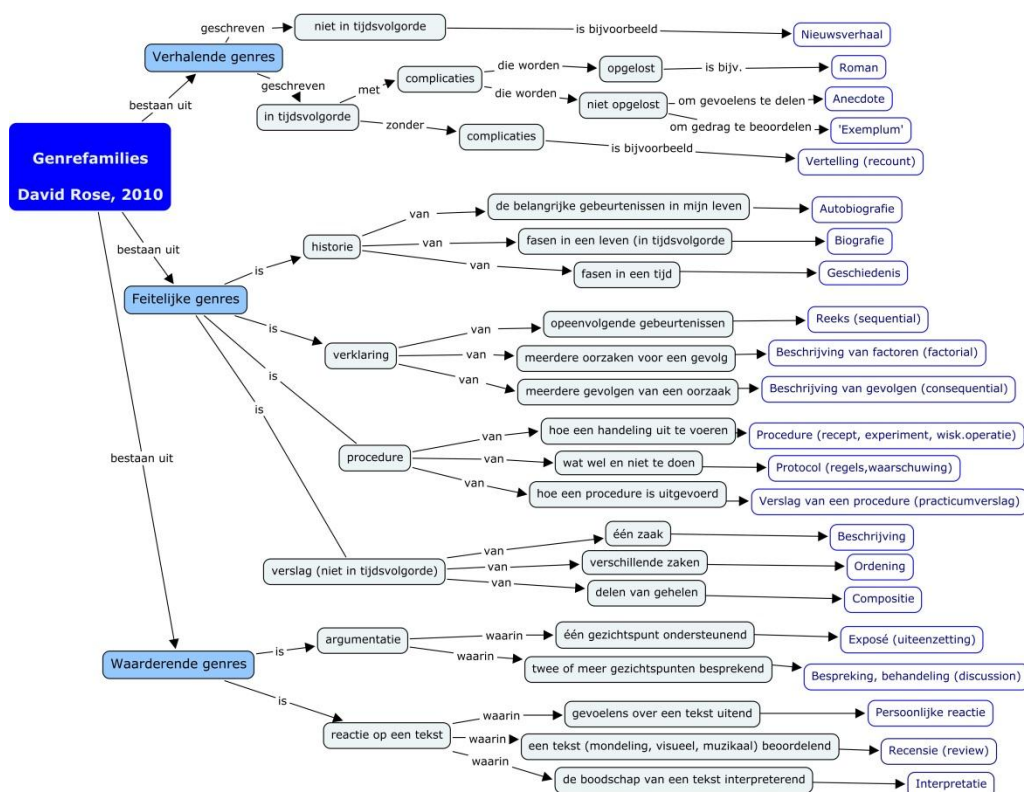 Genrefamilies
David Rose, 2010
bestaan uit
Verhalende genres
geschreven
niet in tijdsvolgorde
is bijvoorbeeld
Nieuwsverhaal
geschreven
in tijdsvolgorde
met
complicaties
die worden
opgelost
is bijv.
Roman
die worden
niet opgelost
om gevoelens te delen
Anecdote
om gedrag te beoordelen
'Exemplum'
zonder
complicaties
is bijvoorbeeld
Vertelling (recount)
bestaan uit
Feitelijke genres
is
historie
van
de belangrijke gebeurtenissen in mijn leven
Autobiografie
van
fasen in een leven (in tijdsvolgorde
Biografie
van
fasen in een tijd
Geschiedenis
is
verklaring
van
opeenvolgende gebeurtenissen
Reeks (sequential)
van
meerdere oorzaken voor een gevolg
Beschrijving van factoren (factorial)
van
meerdere gevolgen van een oorzaak
Beschrijving van gevolgen (consequential)
is
procedure
van
hoe een handeling uit te voeren
Procedure (recept, experiment, wisk.operatie)
van
wat wel en niet te doen
Protocol (regels,waarschuwing)
van
hoe een procedure is uitgevoerd
Verslag van een procedure (practicumverslag)
is
verslag (niet in tijdsvolgorde)
van
één zaak
Beschrijving
van
verschillende zaken
Ordening
van
delen van gehelen
Compositie
bestaan uit
Waarderende genres
is
argumentatie
waarin
één gezichtspunt ondersteunend
Exposé (uiteenzetting)
waarin
twee of meer gezichtspunten besprekend
Bespreking, behandeling (discussion)
is
reactie op een tekst
waarin
gevoelens over een tekst uitend
Persoonlijke reactie
waarin
een tekst (mondeling, visueel, muzikaal) beoordelend
Recensie (review)
waarin
de boodschap van een tekst interpreterend
Interpretatie